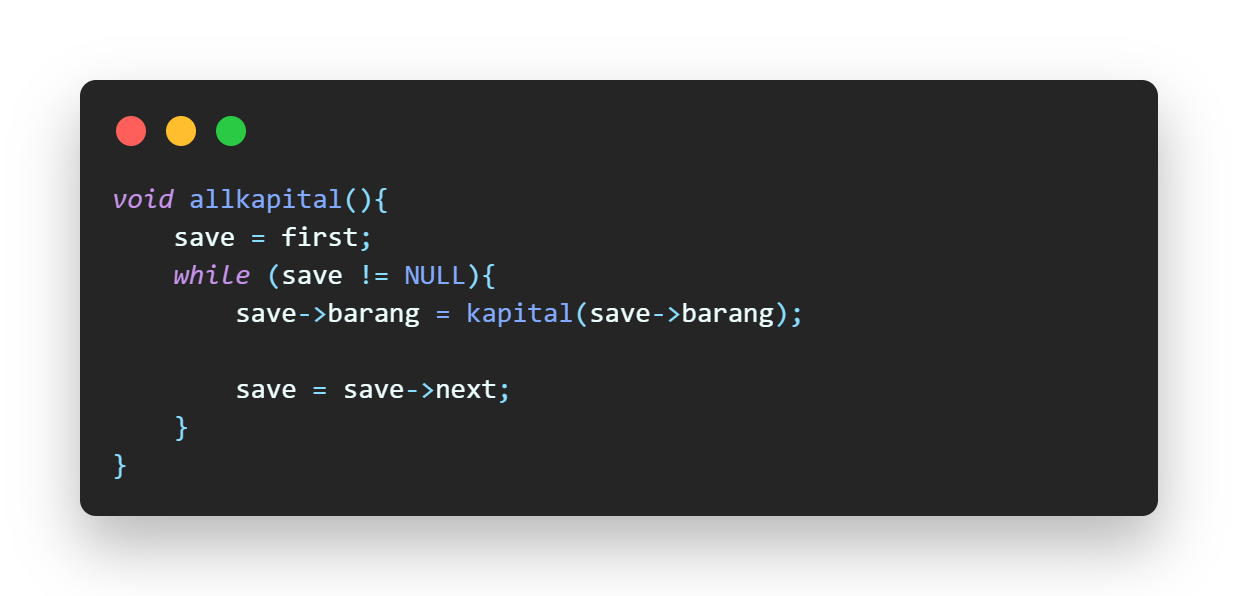 void allkapital(){
    save = first;
    while (save != NULL){
        save->barang = kapital(save->barang);

        save = save->next;
    }
}